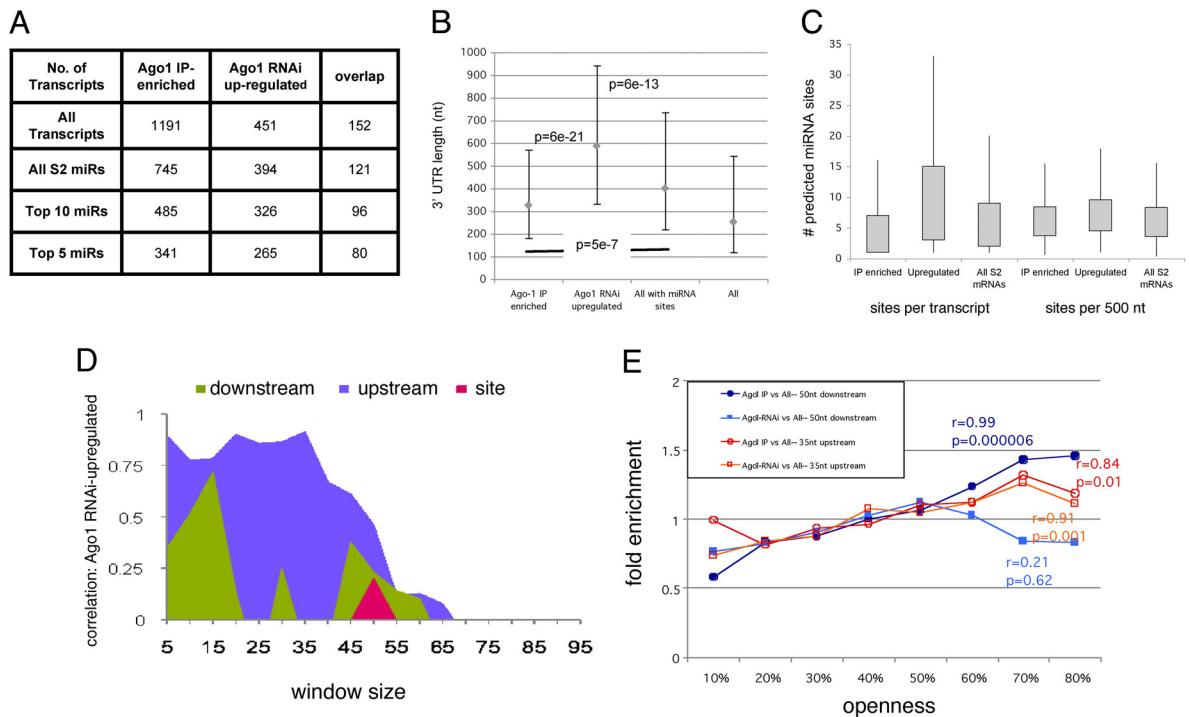 A
No. of Transcripts | Ago1 IP-enriched | Ago1 RNAi up-regulated | overlap
All Transcripts | 1191 | 451 | 152
All S2 miRs | 745 | 394 | 121
Top 10 miRs | 485 | 326 | 96
Top 5 miRs | 341 | 265 | 80
B
3' UTR length (nt)
1000
900
800
700
600
500
400
300
200
100
0
p=6e-13
p=6e-21
p=5e-7
Ago-1 IP enriched
Ago1 RNAi upregulated
All with miRNA sites
All
C
# predicted miRNA sites
35
30
25
20
15
10
5
0
IP enriched
Upregulated
All S2 mRNAs
IP enriched
Upregulated
All S2 mRNAs
sites per transcript
sites per 500 nt
D
downstream
upstream
site
correlation: Ago1 RNAi-upregulated
1
0.75
0.5
0.25
0
5 15 25 35 45 55 65 75 85 95
window size
E
fold enrichment
2
1.5
1
0.5
0
Ago1 IP vs All-- 50nt downstream
Ago1-RNAi vs All-- 50nt downstream
Ago1 IP vs All-- 35nt upstream
Ago1-RNAi vs All-- 35nt upstream
r=0.99
p=0.000006
r=0.84
p=0.01
r=0.91
p=0.001
r=0.21
p=0.62
10% 20% 30% 40% 50% 60% 70% 80%
openness